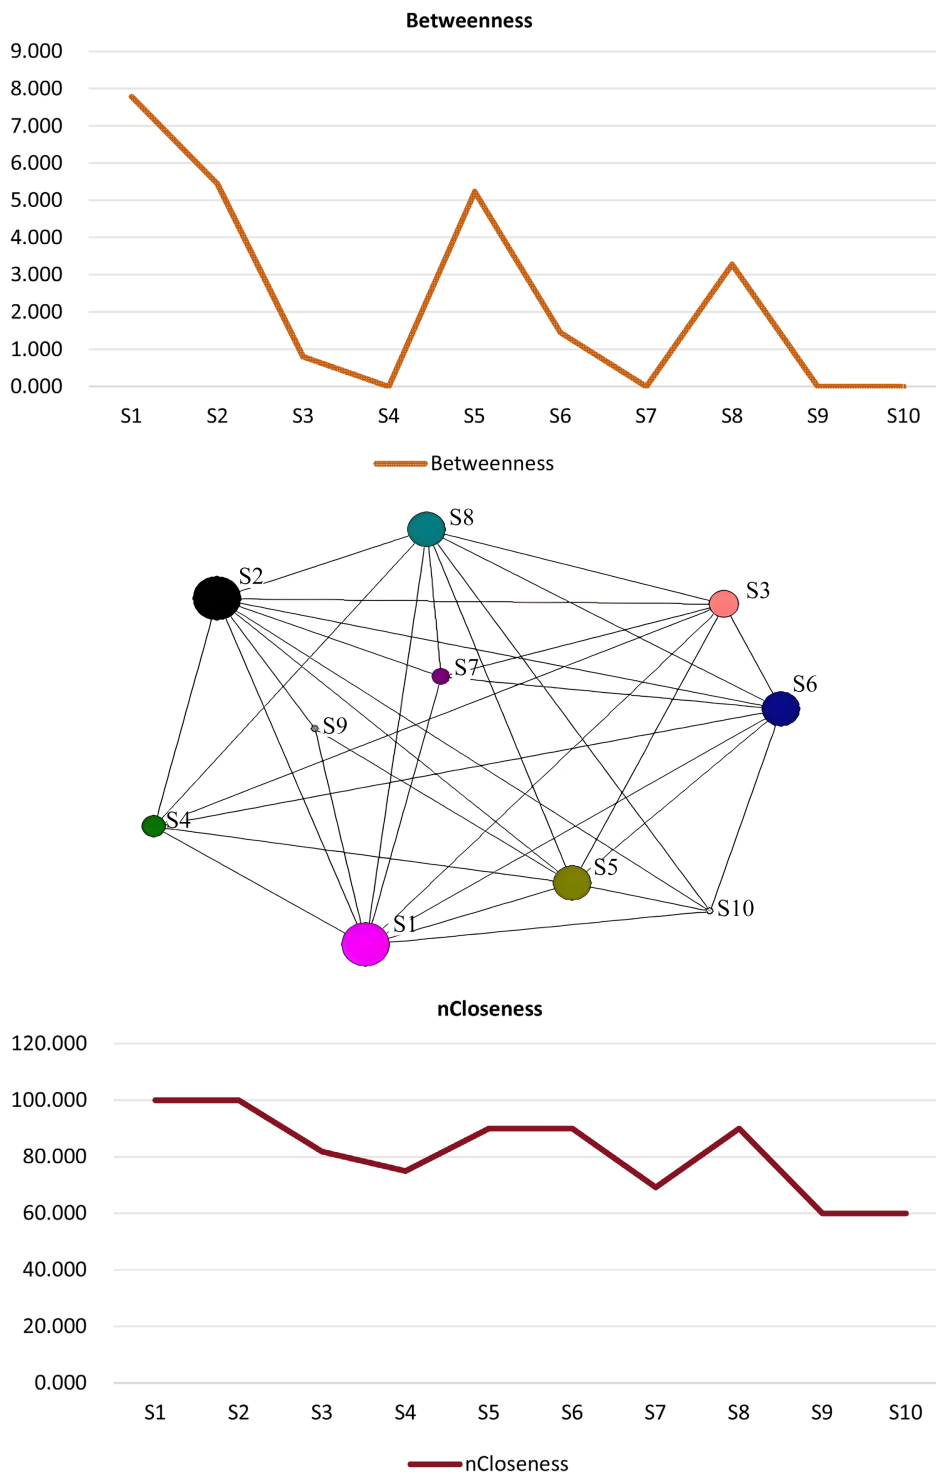 Betweenness
9.000
8.000
7.000
6.000
5.000
4.000
3.000
2.000
1.000
0.000
S1 S2 S3 S4 S5 S6 S7 S8 S9 S10
Betweenness
S8
S2
S3
S7
S6
S9
S4
S5
S10
S1
nCloseness
120.000
100.000
80.000
60.000
40.000
20.000
0.000
S1 S2 S3 S4 S5 S6 S7 S8 S9 S10
nCloseness